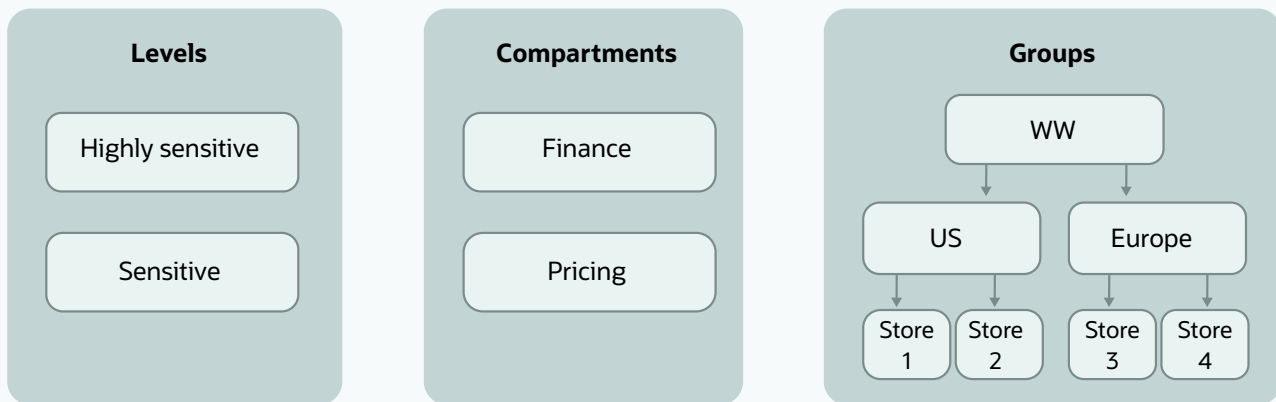 Levels
Highly sensitive
Sensitive
Compartments
Finance
Pricing
Groups
WW
US
Europe
Store
1
Store
2
Store
3
Store
4